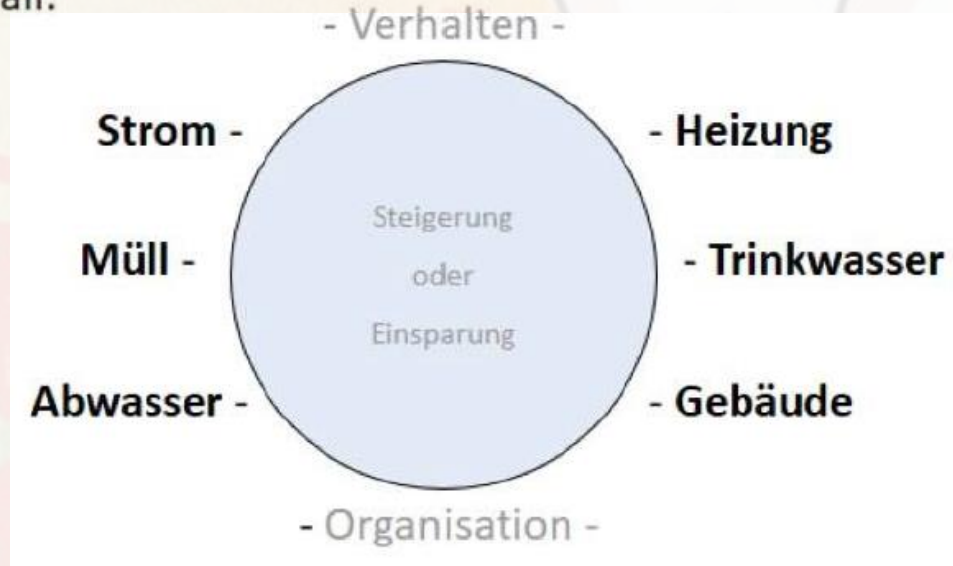 - Verhalten -
Strom -
- Heizung
Steigerung
Müll -
- Trinkwasser
oder
Einsparung
Abwasser -
- Gebäude
- Organisation -